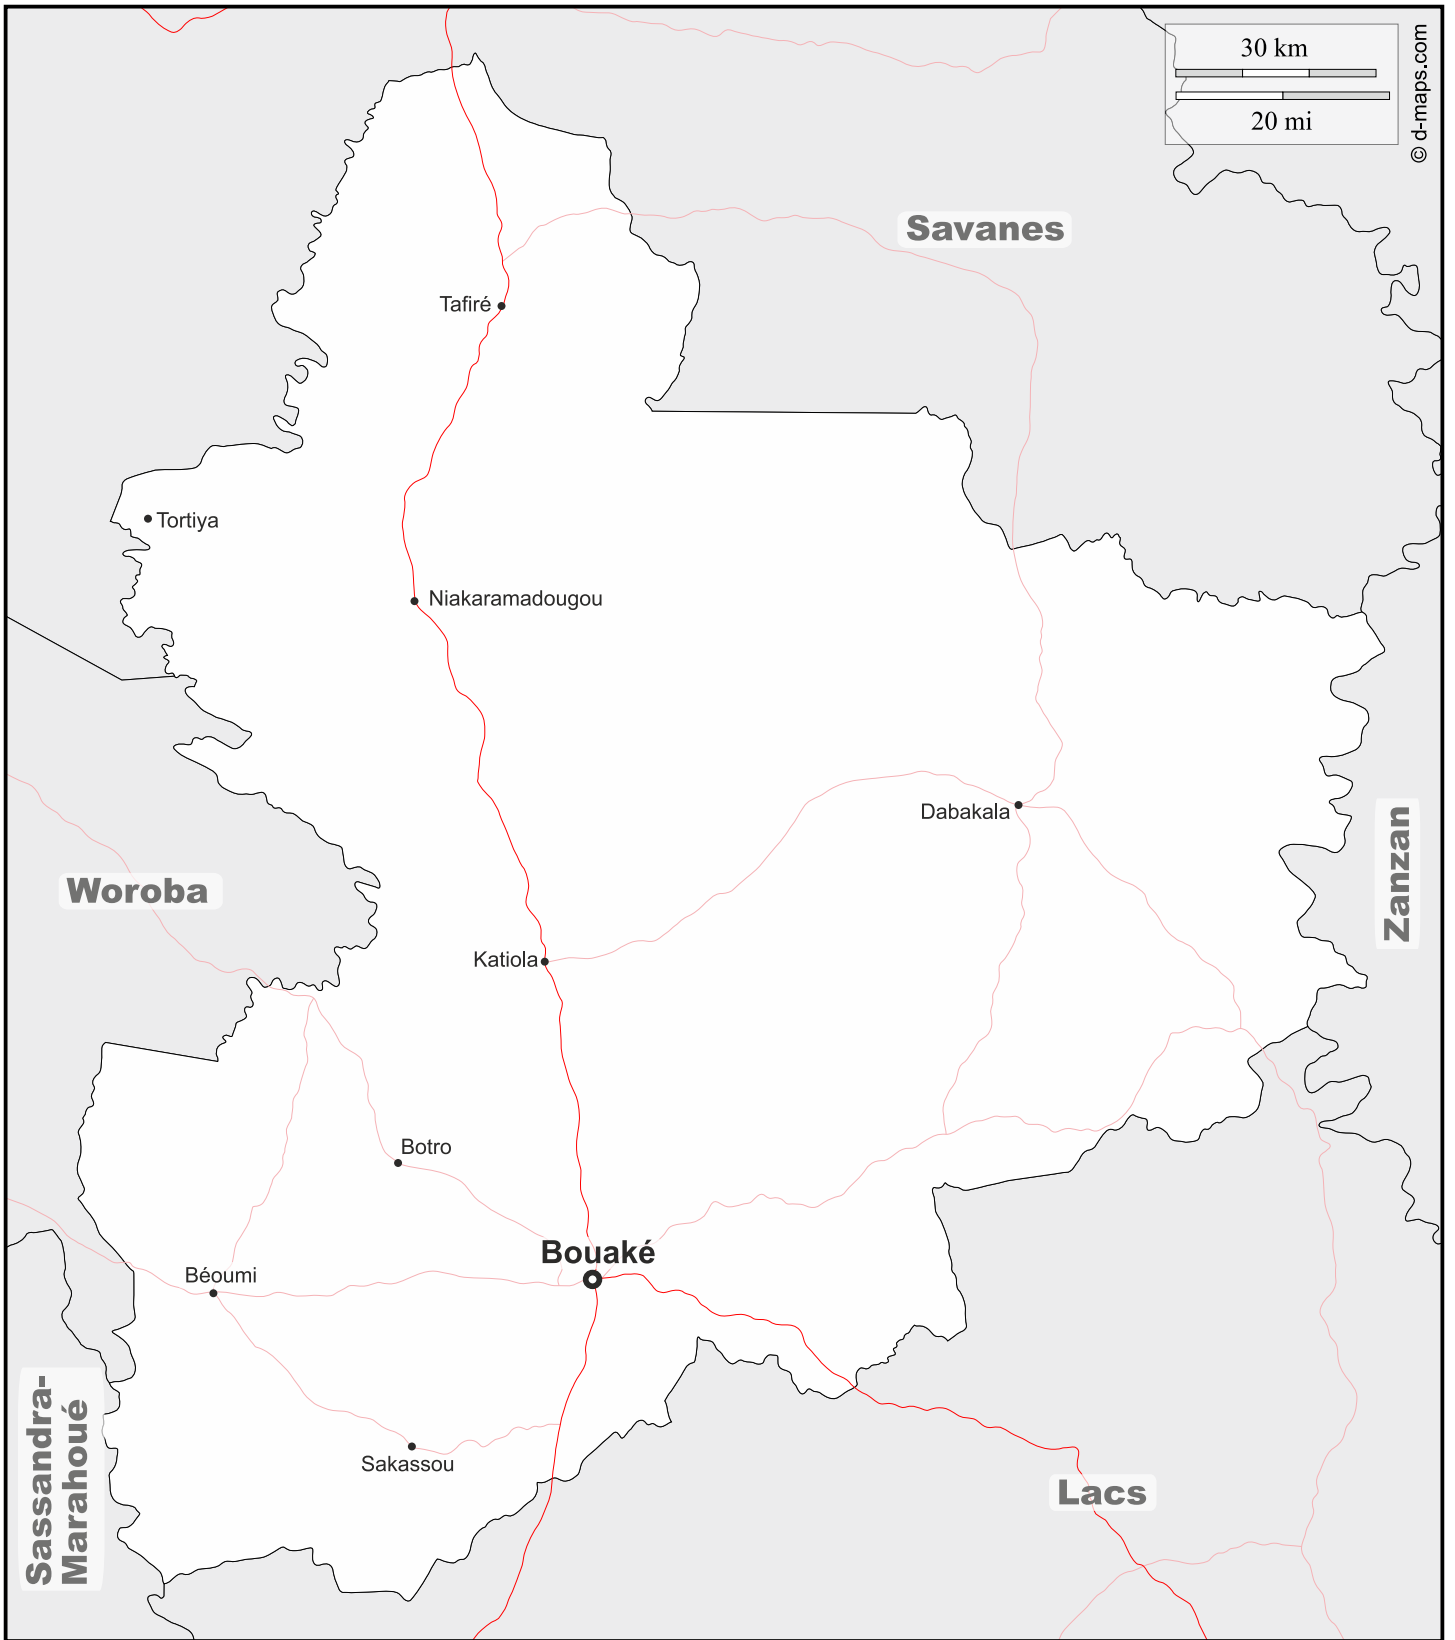 30 km
20 mi
© d-maps.com
Savanes
Tafiré
Tortiya
Niakaramadougou
Dabakala
Zanzan
Woroba
Katiola
Botro
Bouaké
Béoumi
Sassandra-
Marahoué
Sakassou
Lacs